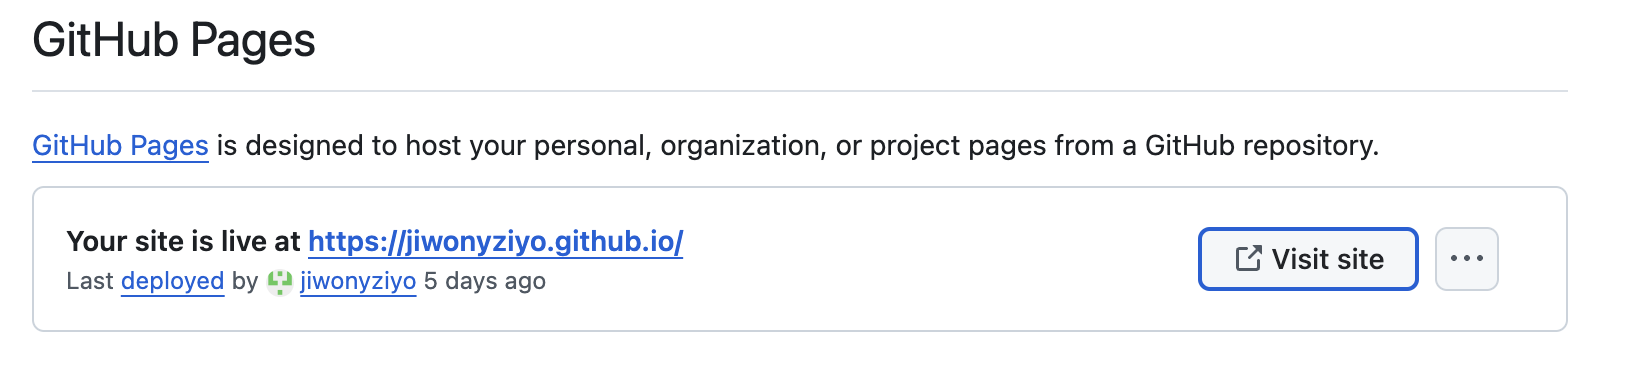 GitHub Pages
GitHub Pages is designed to host your personal, organization, or project pages from a GitHub repository.
Your site is live at https://jiwonyziyo.github.io/
Last deployed by jiwonyziyo 5 days ago
Visit site